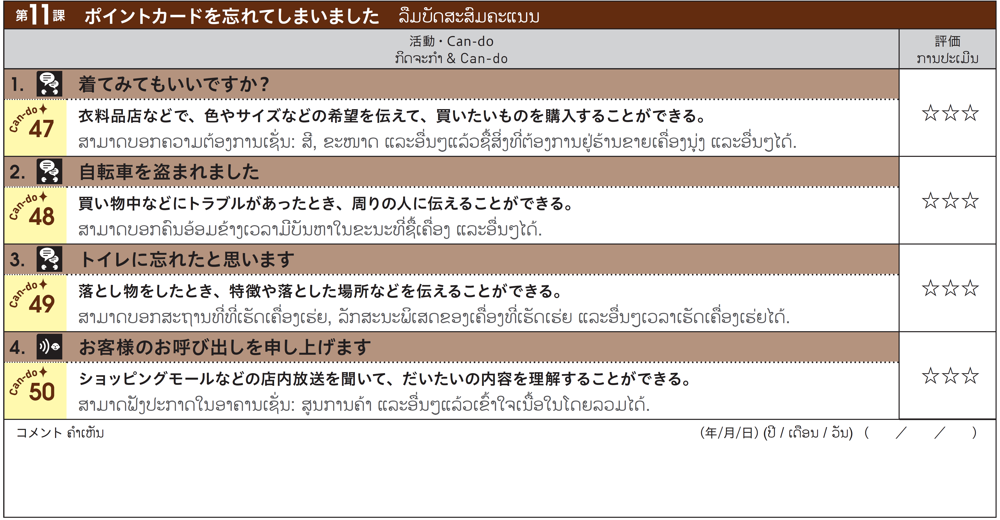 第11課 ポイントカードを忘れてしまいました ລືມບັດສະສົມຄະແນນ
活動・Can-do
ກິດຈະກຳ & Can-do
評価
ການປະເມີນ
1. 着てみてもいいですか？
Can-do 47
衣料品店などで、色やサイズなどの希望を伝えて、買いたいものを購入することができる。
ສາມາດບອກຄວາມຕ້ອງການເຊັ່ນ: ສີ, ຂະໜາດ ແລະອື່ນໆແລ້ວຊື້ສິ່ງທີ່ຕ້ອງການຢູ່ຮ້ານຂາຍເຄື່ອງນຸ່ງ ແລະອື່ນໆໄດ້.
☆☆☆
2. 自転車を盗まれました
Can-do 48
買い物中などにトラブルがあったとき、周りの人に伝えることができる。
ສາມາດບອກຄົນອ້ອມຂ້າງເວລາມີບັນຫາໃນຂະນະທີ່ຊື້ເຄື່ອງ ແລະອື່ນໆໄດ້.
☆☆☆
3. トイレに忘れたと思います
Can-do 49
落とし物をしたとき、特徴や落とした場所などを伝えることができる。
ສາມາດບອກສະຖານທີ່ທີ່ເຮັດເຄື່ອງເຮ່ຍ, ລັກສະນະພິເສດຂອງເຄື່ອງທີ່ເຮັດເຮ່ຍ ແລະອື່ນໆເວລາເຮັດເຄື່ອງເຮ່ຍໄດ້.
☆☆☆
4. お客様のお呼び出しを申し上げます
Can-do 50
ショッピングモールなどの店内放送を聞いて、だいたいの内容を理解することができる。
ສາມາດຟັງປະກາດໃນອາຄານເຊັ່ນ: ສູນການຄ້າ ແລະອື່ນໆແລ້ວເຂົ້າໃຈເນື້ອໃນໂດຍລວມໄດ້.
☆☆☆
コメント ຄຳເຫັນ
（年/月/日）(ປີ / ເດືອນ / ວັນ) （ ／ ／ ）